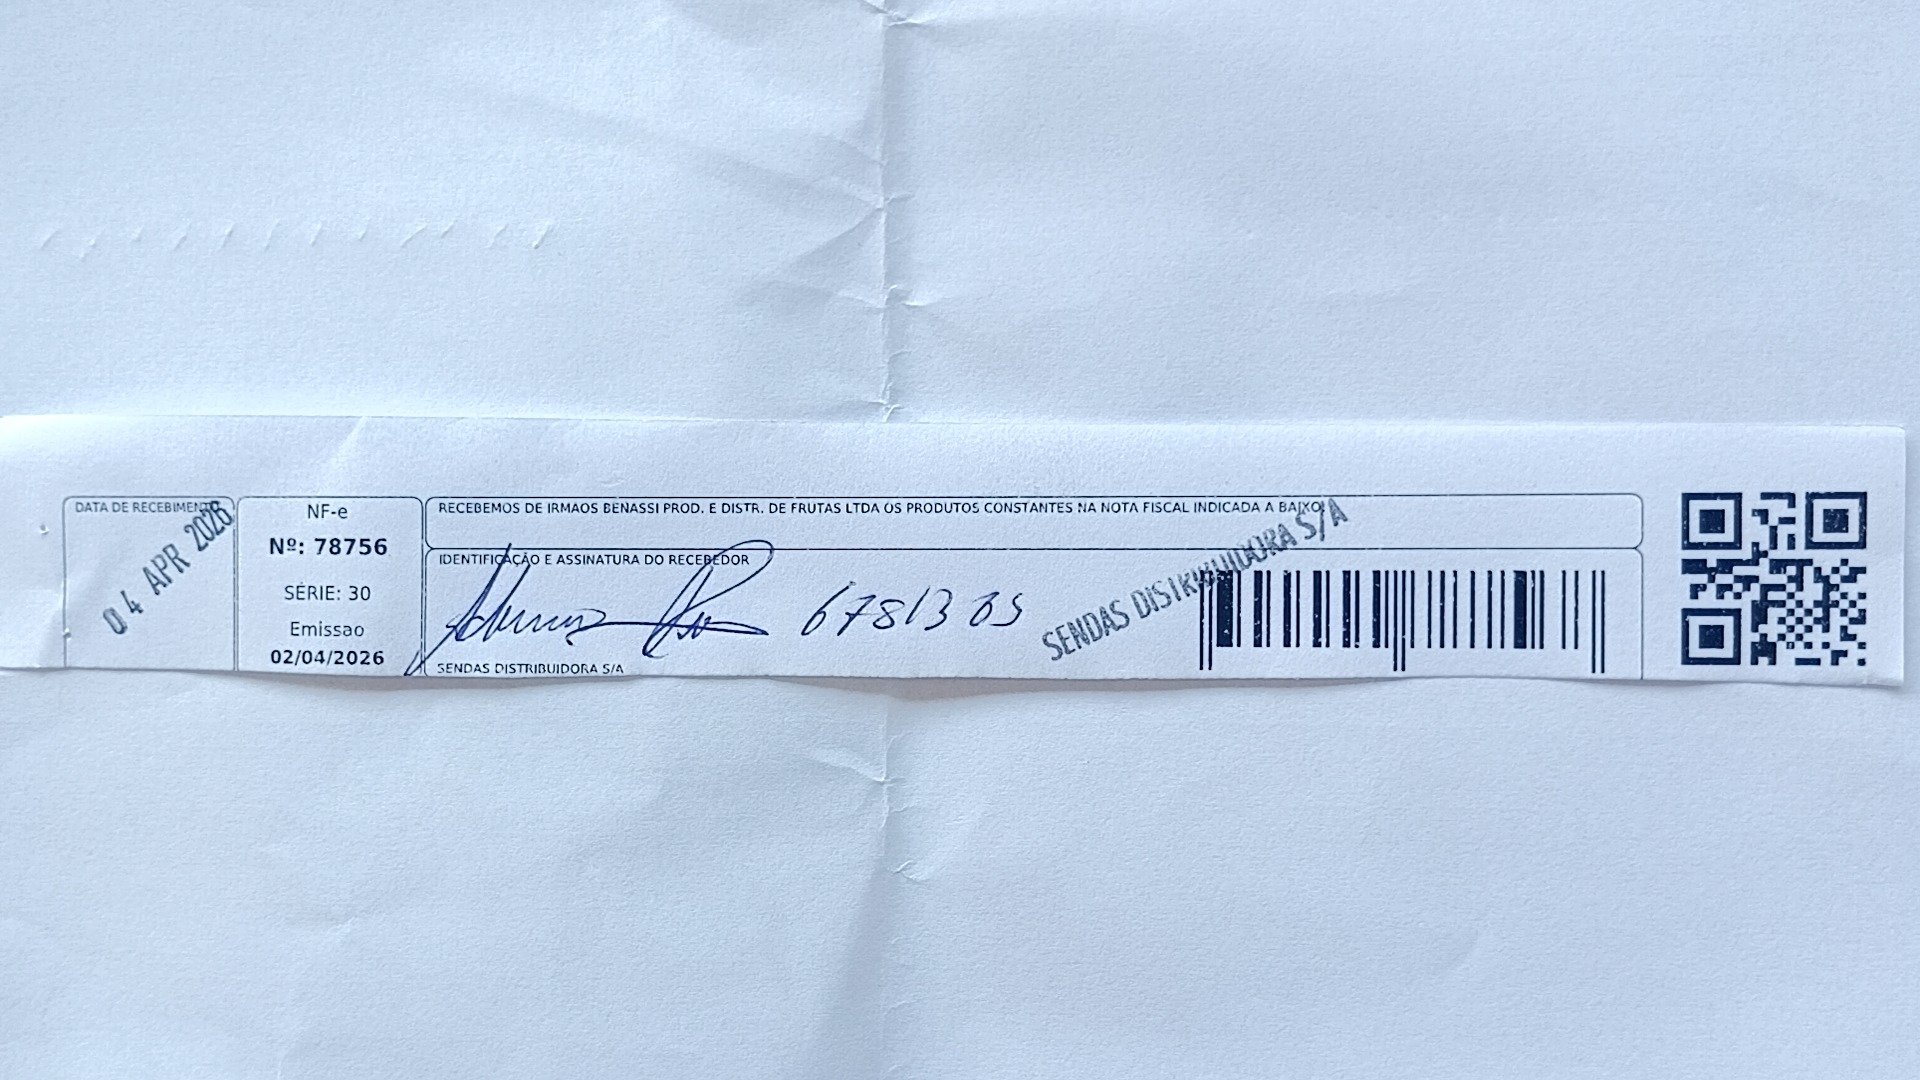 DATA DE RECEBIMENTO
04 APR 2026
NF-e
Nº: 78756
SÉRIE: 30
Emissao
02/04/2026
RECEBEMOS DE IRMAOS BENASSI PROD. E DISTR. DE FRUTAS LTDA OS PRODUTOS CONSTANTES NA NOTA FISCAL INDICADA A BAIXO
IDENTIFICAÇÃO E ASSINATURA DO RECEBEDOR
SENDAS DISTRIBUIDORA S/A
SENDAS DISTRIBUIDORA S/A